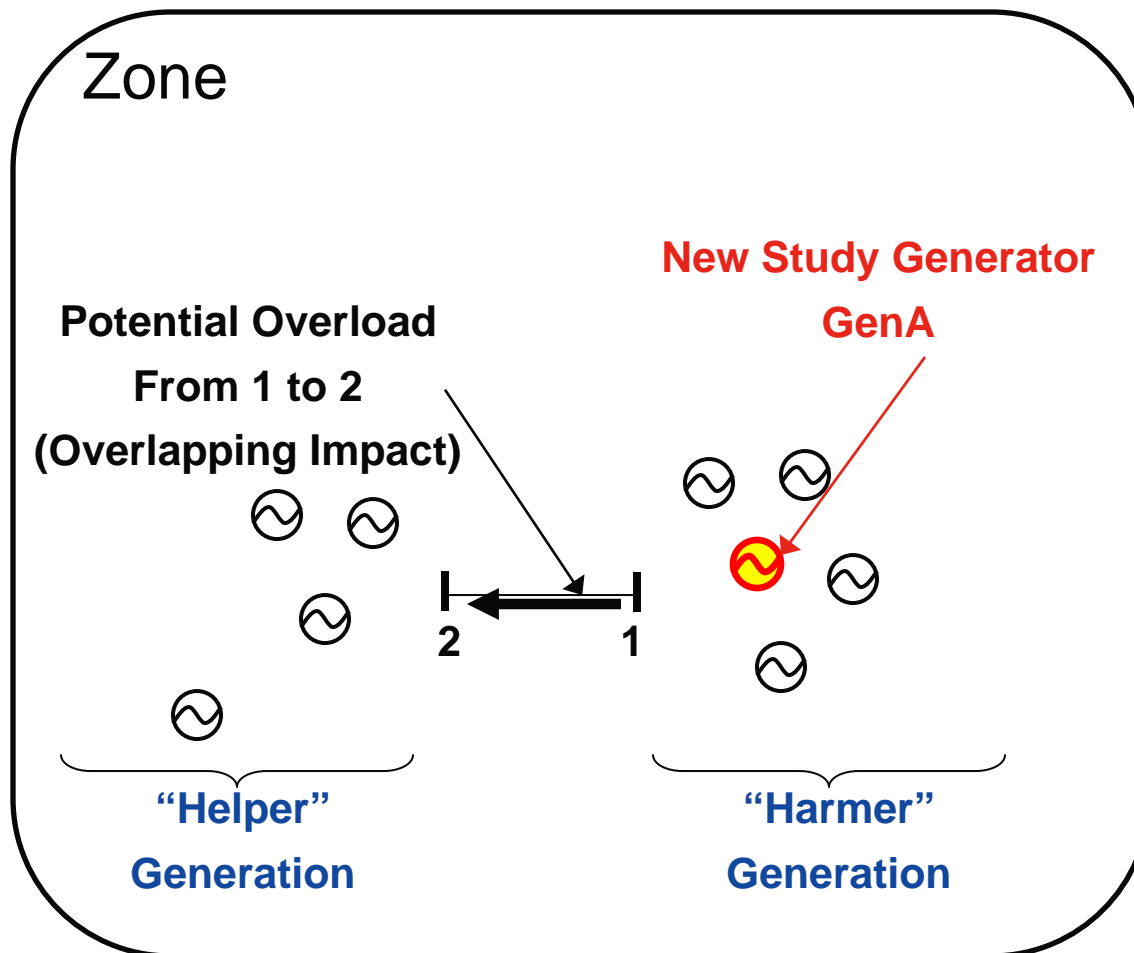 Zone
New Study Generator
GenA
Potential Overload
From 1 to 2
(Overlapping Impact)
2
1
“Helper”
Generation
“Harmer”
Generation